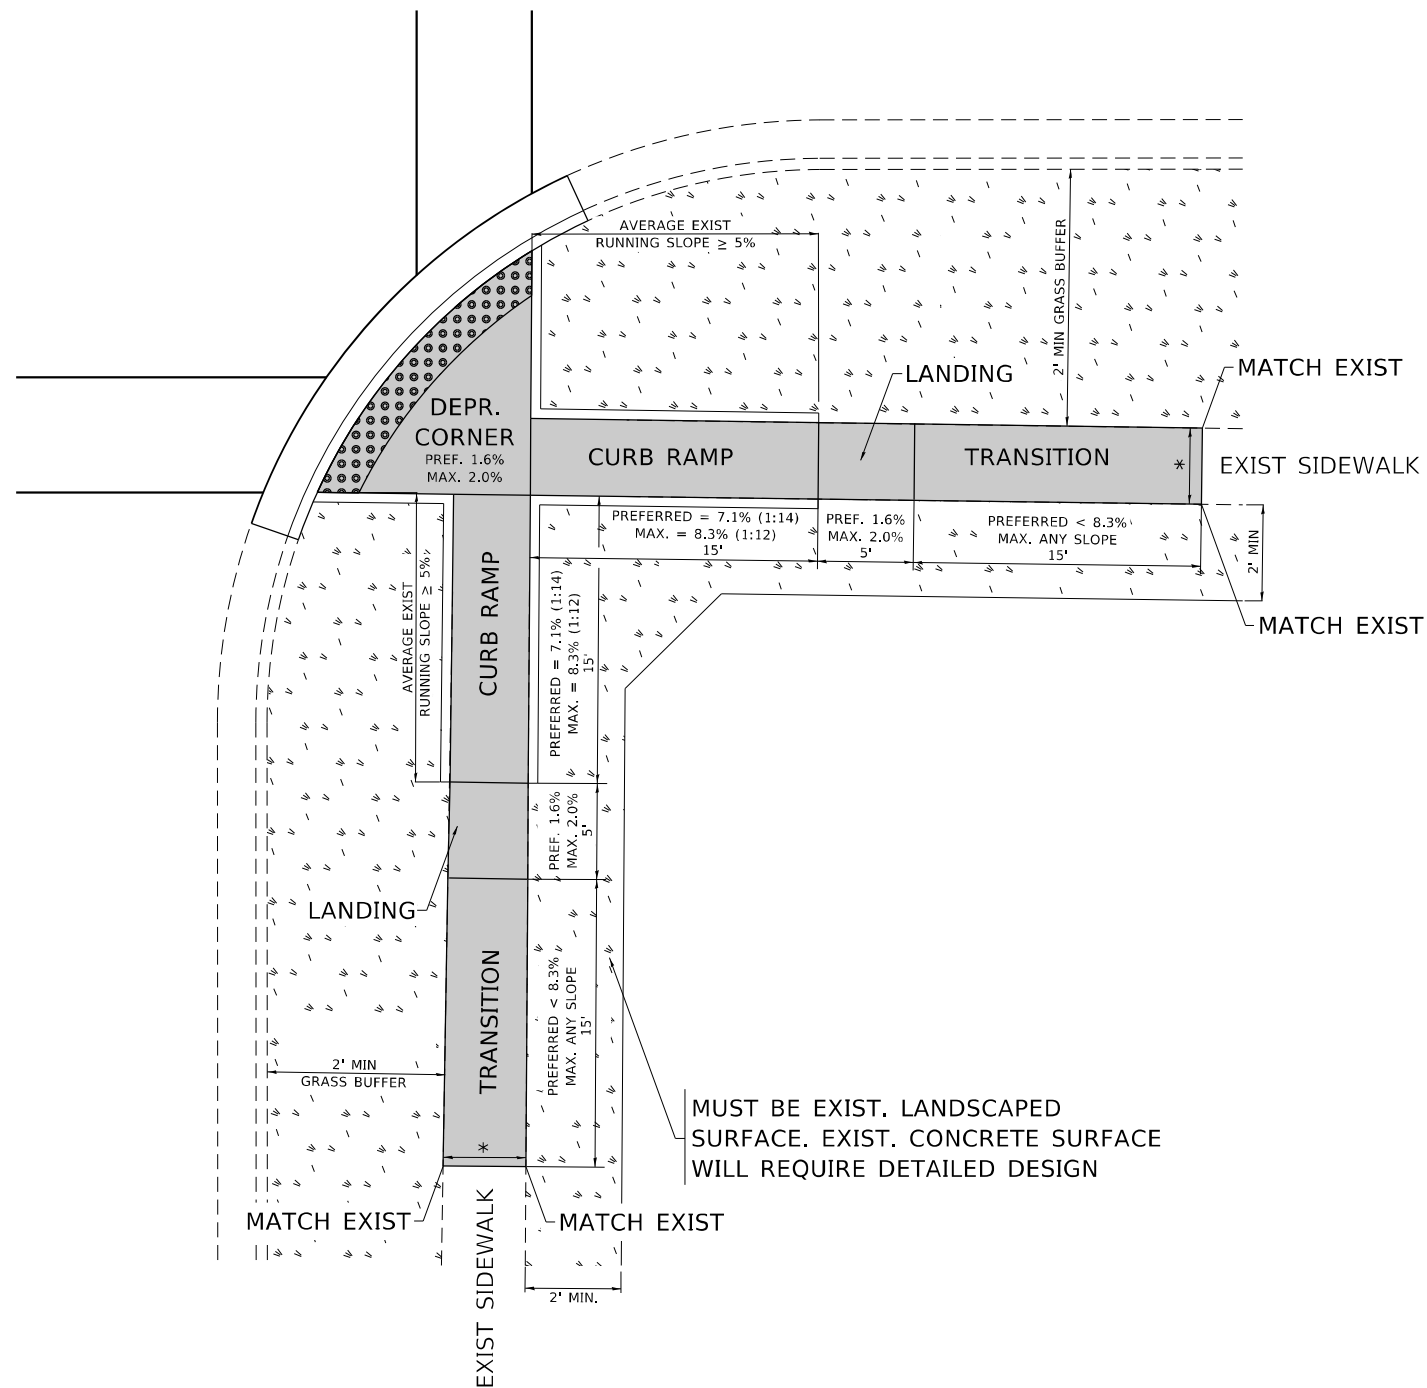 AVERAGE EXIST
RUNNING SLOPE ≥ 5%
2' MIN GRASS BUFFER
LANDING
MATCH EXIST
DEPR.
CORNER
PREF. 1.6%
MAX. 2.0%
CURB RAMP
TRANSITION
*
EXIST SIDEWALK
PREFERRED = 7.1% (1:14)
MAX. = 8.3% (1:12)
15'
PREF. 1.6%
MAX. 2.0%
5'
PREFERRED < 8.3%
MAX. ANY SLOPE
15'
2' MIN
MATCH EXIST
AVERAGE EXIST
RUNNING SLOPE ≥ 5%
CURB RAMP
PREFERRED = 7.1% (1:14)
MAX. = 8.3% (1:12)
15'
PREF. 1.6%
MAX. 2.0%
5'
LANDING
TRANSITION
PREFERRED < 8.3%
MAX. ANY SLOPE
15'
2' MIN
GRASS BUFFER
MUST BE EXIST. LANDSCAPED
SURFACE. EXIST. CONCRETE SURFACE
WILL REQUIRE DETAILED DESIGN
*
MATCH EXIST
MATCH EXIST
EXIST SIDEWALK
2' MIN.